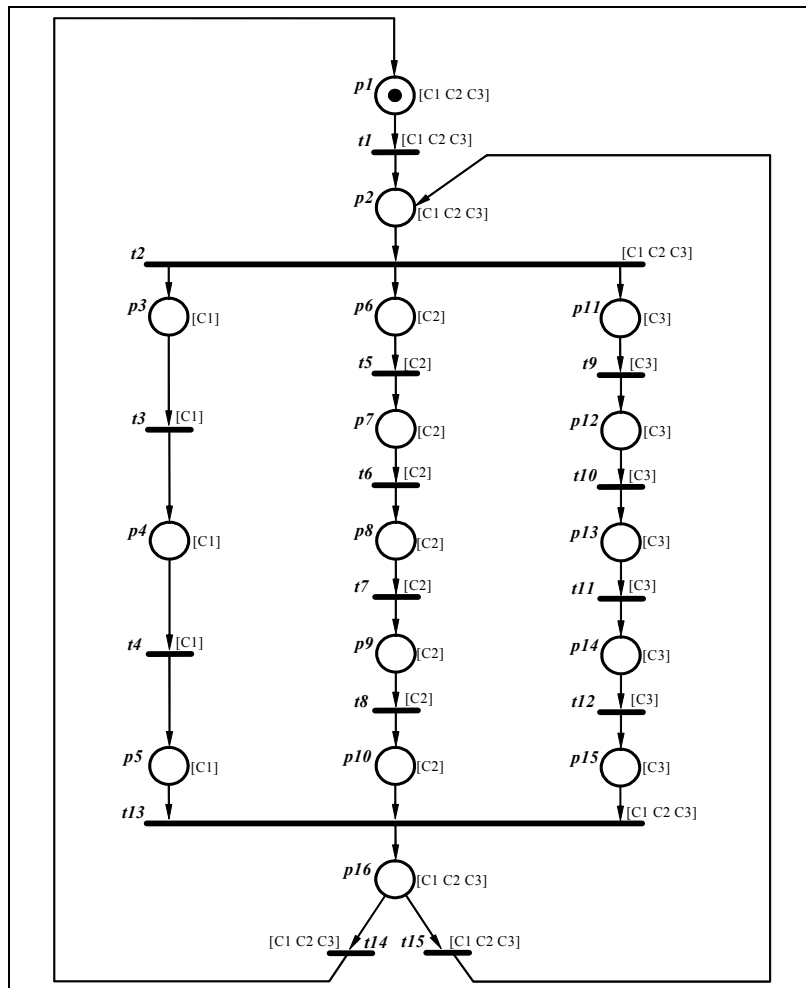 p1 [C1 C2 C3]
t1 [C1 C2 C3]
p2 [C1 C2 C3]
t2 [C1 C2 C3]
p3 [C1] p6 [C2] p11 [C3]
t5 [C2] t9 [C3]
t3 [C1] p7 [C2] p12 [C3]
t6 [C2] t10 [C3]
p4 [C1] p8 [C2] p13 [C3]
t7 [C2] t11 [C3]
t4 [C1] p9 [C2] p14 [C3]
t8 [C2] t12 [C3]
p5 [C1] p10 [C2] p15 [C3]
t13 [C1 C2 C3]
p16 [C1 C2 C3]
[C1 C2 C3] t14 t15 [C1 C2 C3]